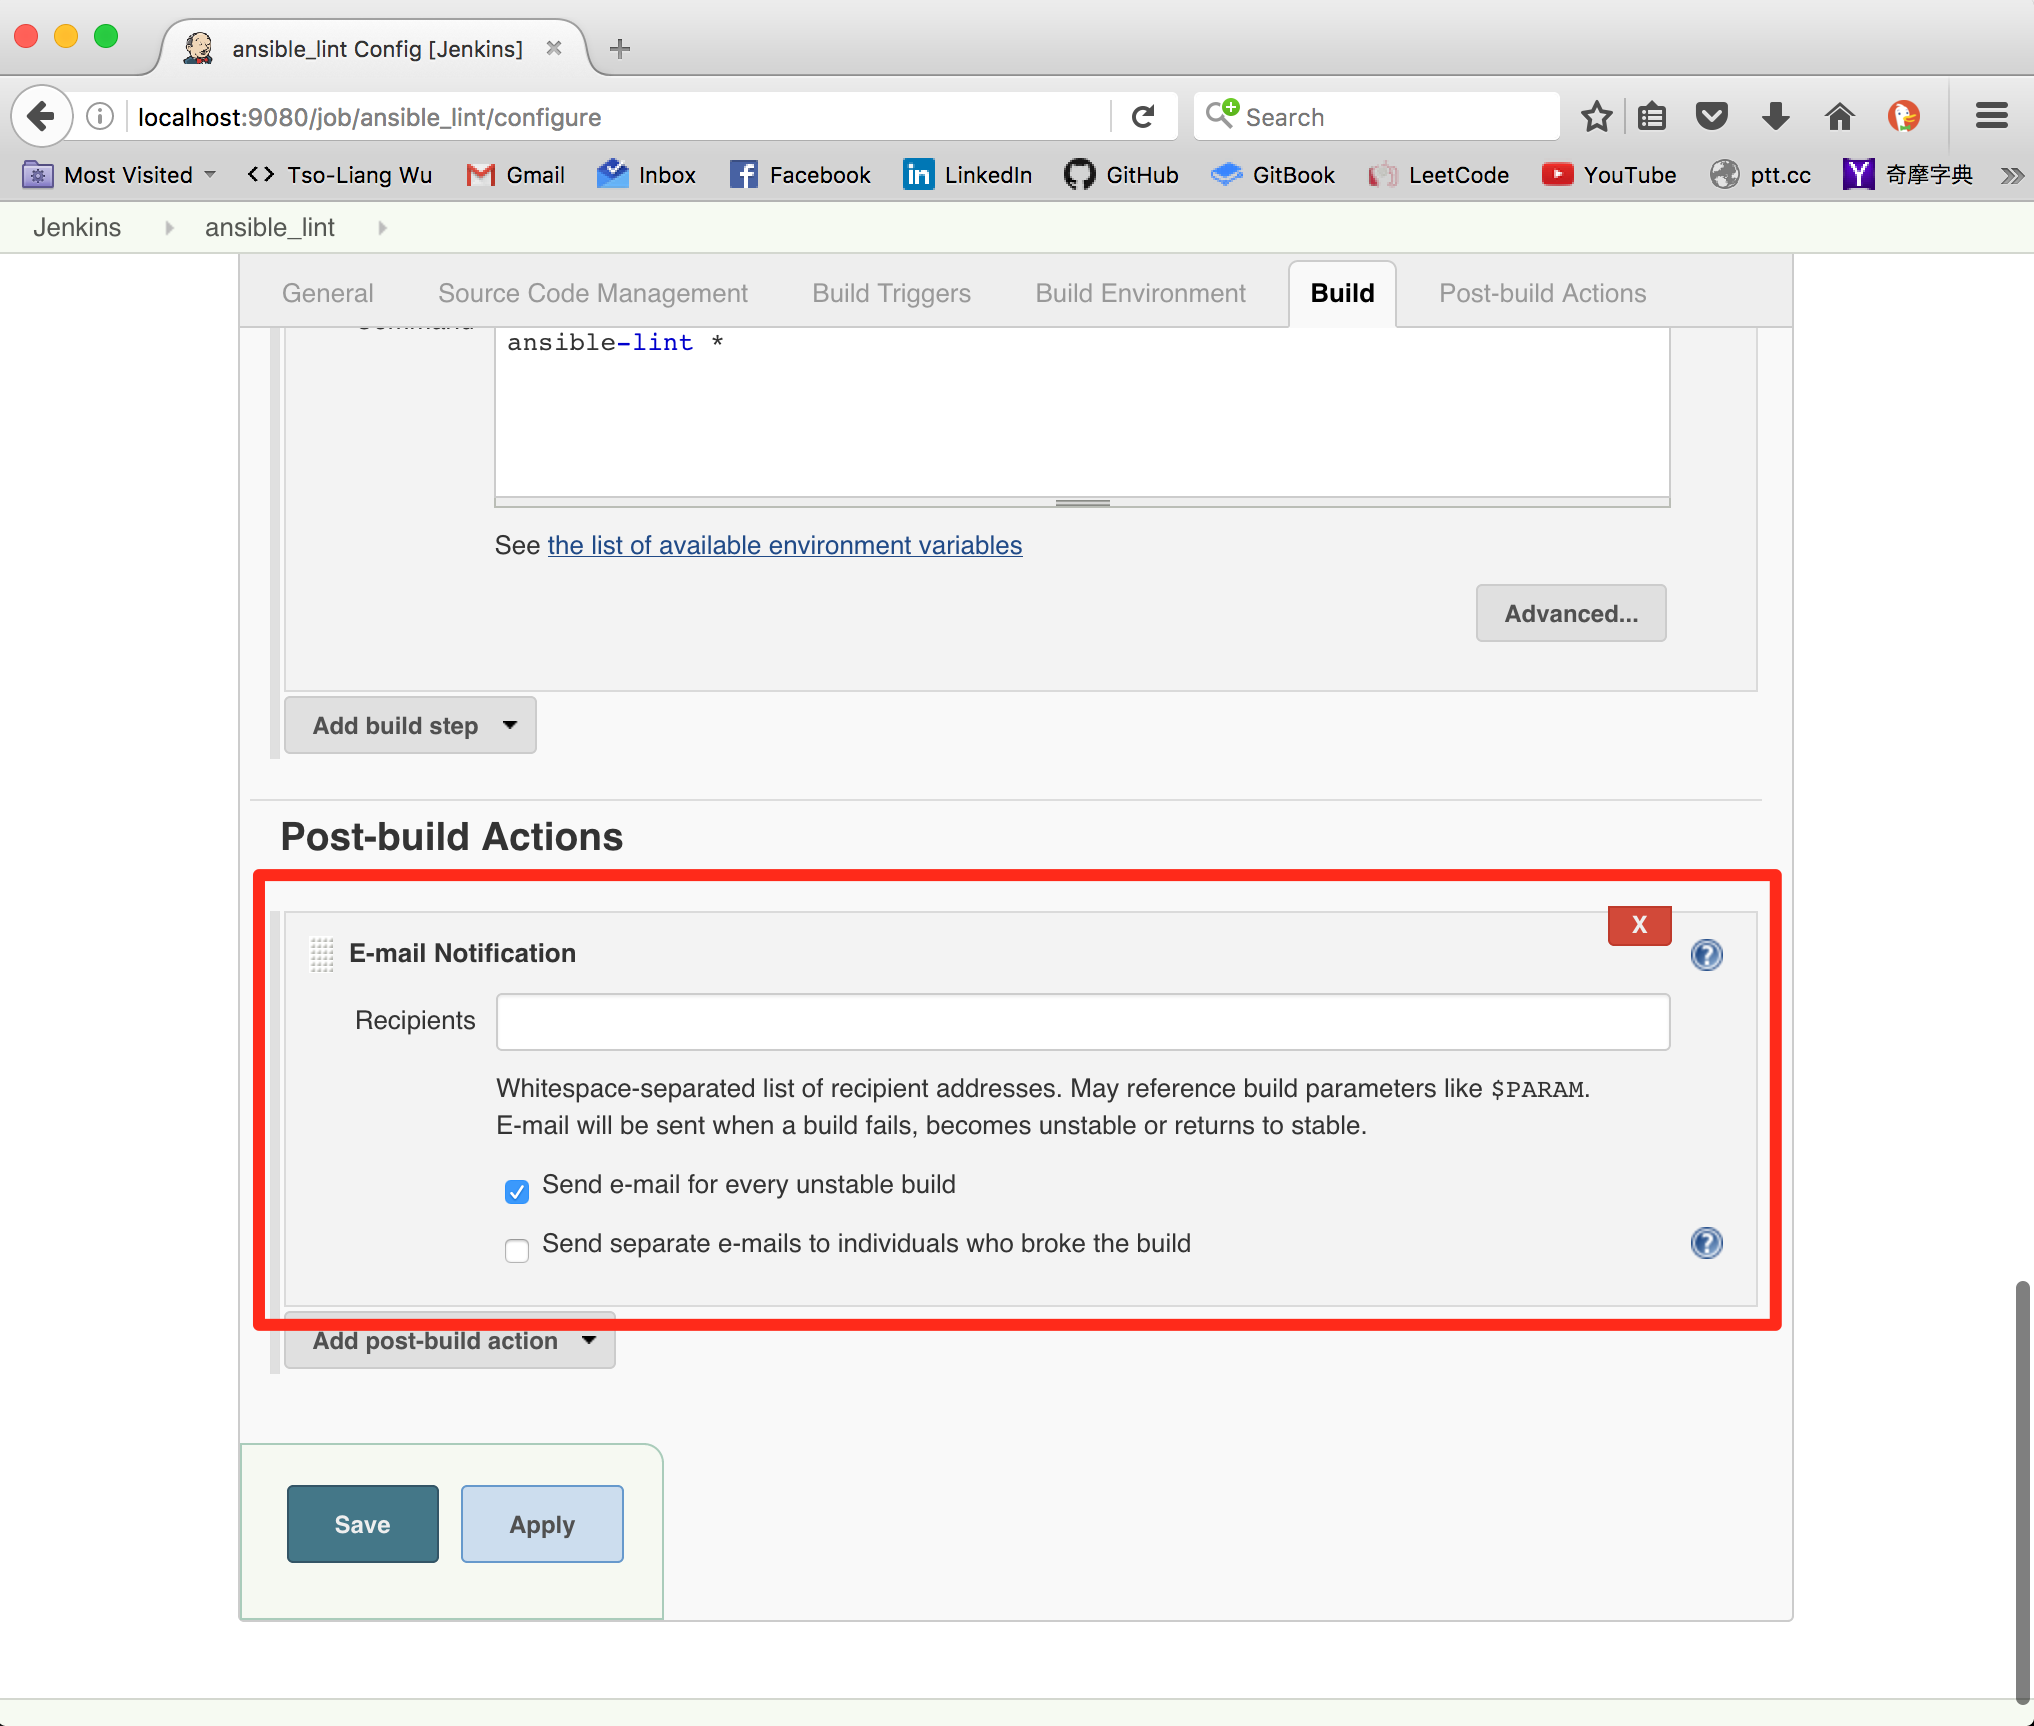 ansible_lint Config [Jenkins]
localhost:9080/job/ansible_lint/configure
Search
Most Visited
Tso-Liang Wu
Gmail
Inbox
Facebook
LinkedIn
GitHub
GitBook
LeetCode
YouTube
ptt.cc
奇摩字典
Jenkins
ansible_lint
General
Source Code Management
Build Triggers
Build Environment
Build
Post-build Actions
Command
ansible-lint *
See the list of available environment variables
Advanced...
Add build step
Post-build Actions
X
E-mail Notification
Recipients
Whitespace-separated list of recipient addresses. May reference build parameters like $PARAM.
E-mail will be sent when a build fails, becomes unstable or returns to stable.
Send e-mail for every unstable build
Send separate e-mails to individuals who broke the build
Add post-build action
Save
Apply